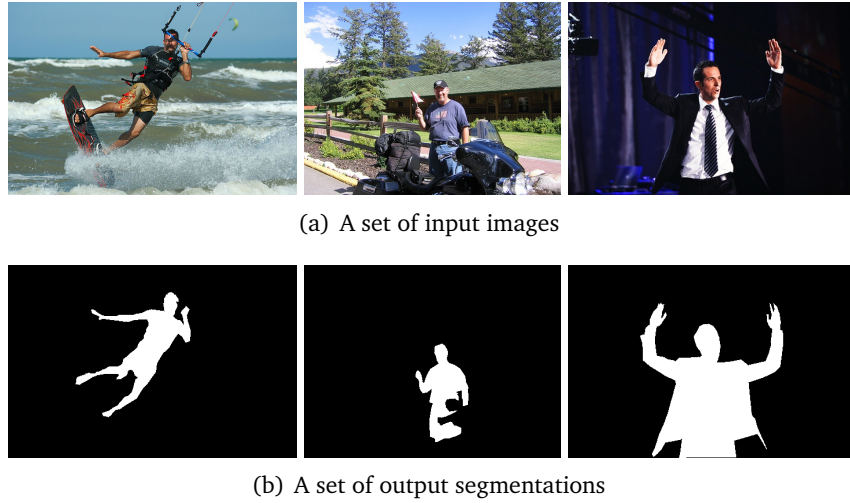 (a) A set of input images
(b) A set of output segmentations